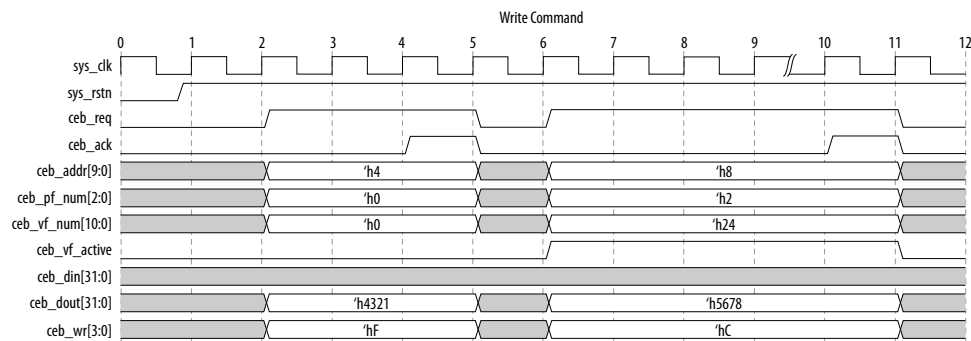 Write Command
0 1 2 3 4 5 6 7 8 9 10 11 12
sys_clk
sys_rstn
ceb_req
ceb_ack
ceb_addr[9:0] ‘h4 ‘h8
ceb_pf_num[2:0] ‘h0 ‘h2
ceb_vf_num[10:0] ‘h0 ‘h24
ceb_vf_active
ceb_din[31:0]
ceb_dout[31:0] ‘h4321 ‘h5678
ceb_wr[3:0] ‘hF ‘hC